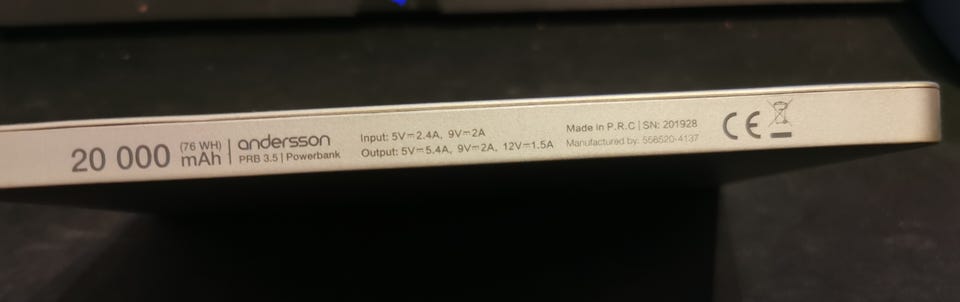 20 000 (76 WH) mAh
andersson
PRB 3.5 | Powerbank
Input: 5V⎓2.4A, 9V⎓2A
Output: 5V⎓5.4A, 9V⎓2A, 12V⎓1.5A
Made in P.R.C | SN: 201928
Manufactured by: 556520-4137
CE